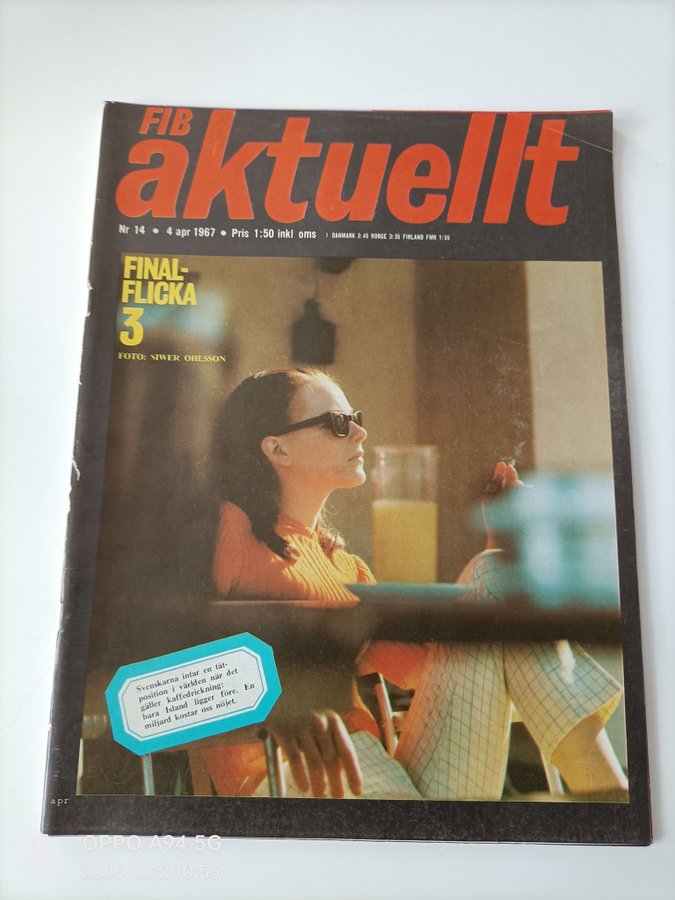 FIB
aktuellt
Nr 14 • 4 apr 1967 • Pris 1:50 inkl oms I DANMARK 3:45 NORGE 3:35 FINLAND FMK 1:55
FINAL-
FLICKA
3
FOTO: SIWER OHLSSON
Svenskarna intar en tät-
position i världen när det
gäller kaffedrickning:
bara Island ligger före. En
miljard kostar oss nöjet.
apr
OPPO A94 5G
2025.10.12 10:53